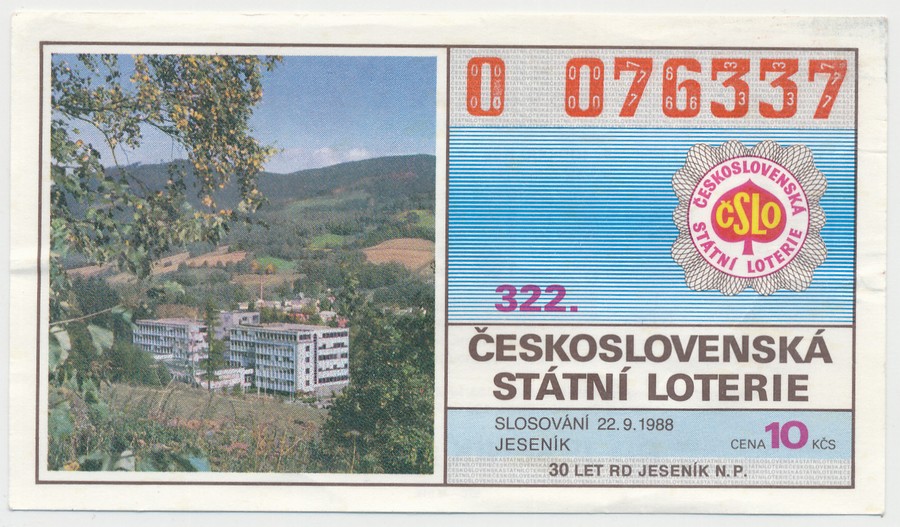 0 076337
ČESKOSLOVENSKÁ
STÁTNÍ LOTERIE
ČSLO
322.
ČESKOSLOVENSKÁ
STÁTNÍ LOTERIE
SLOSOVÁNÍ 22.9.1988
JESENÍK
CENA 10 KČS
30 LET RD JESENÍK N.P.